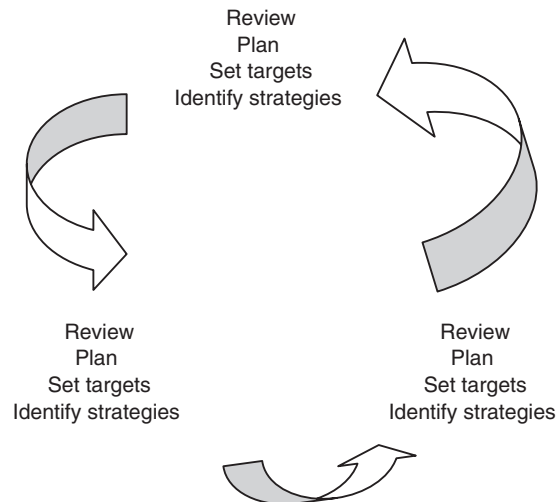 Review
Plan
Set targets
Identify strategies
Review
Plan
Set targets
Identify strategies
Review
Plan
Set targets
Identify strategies